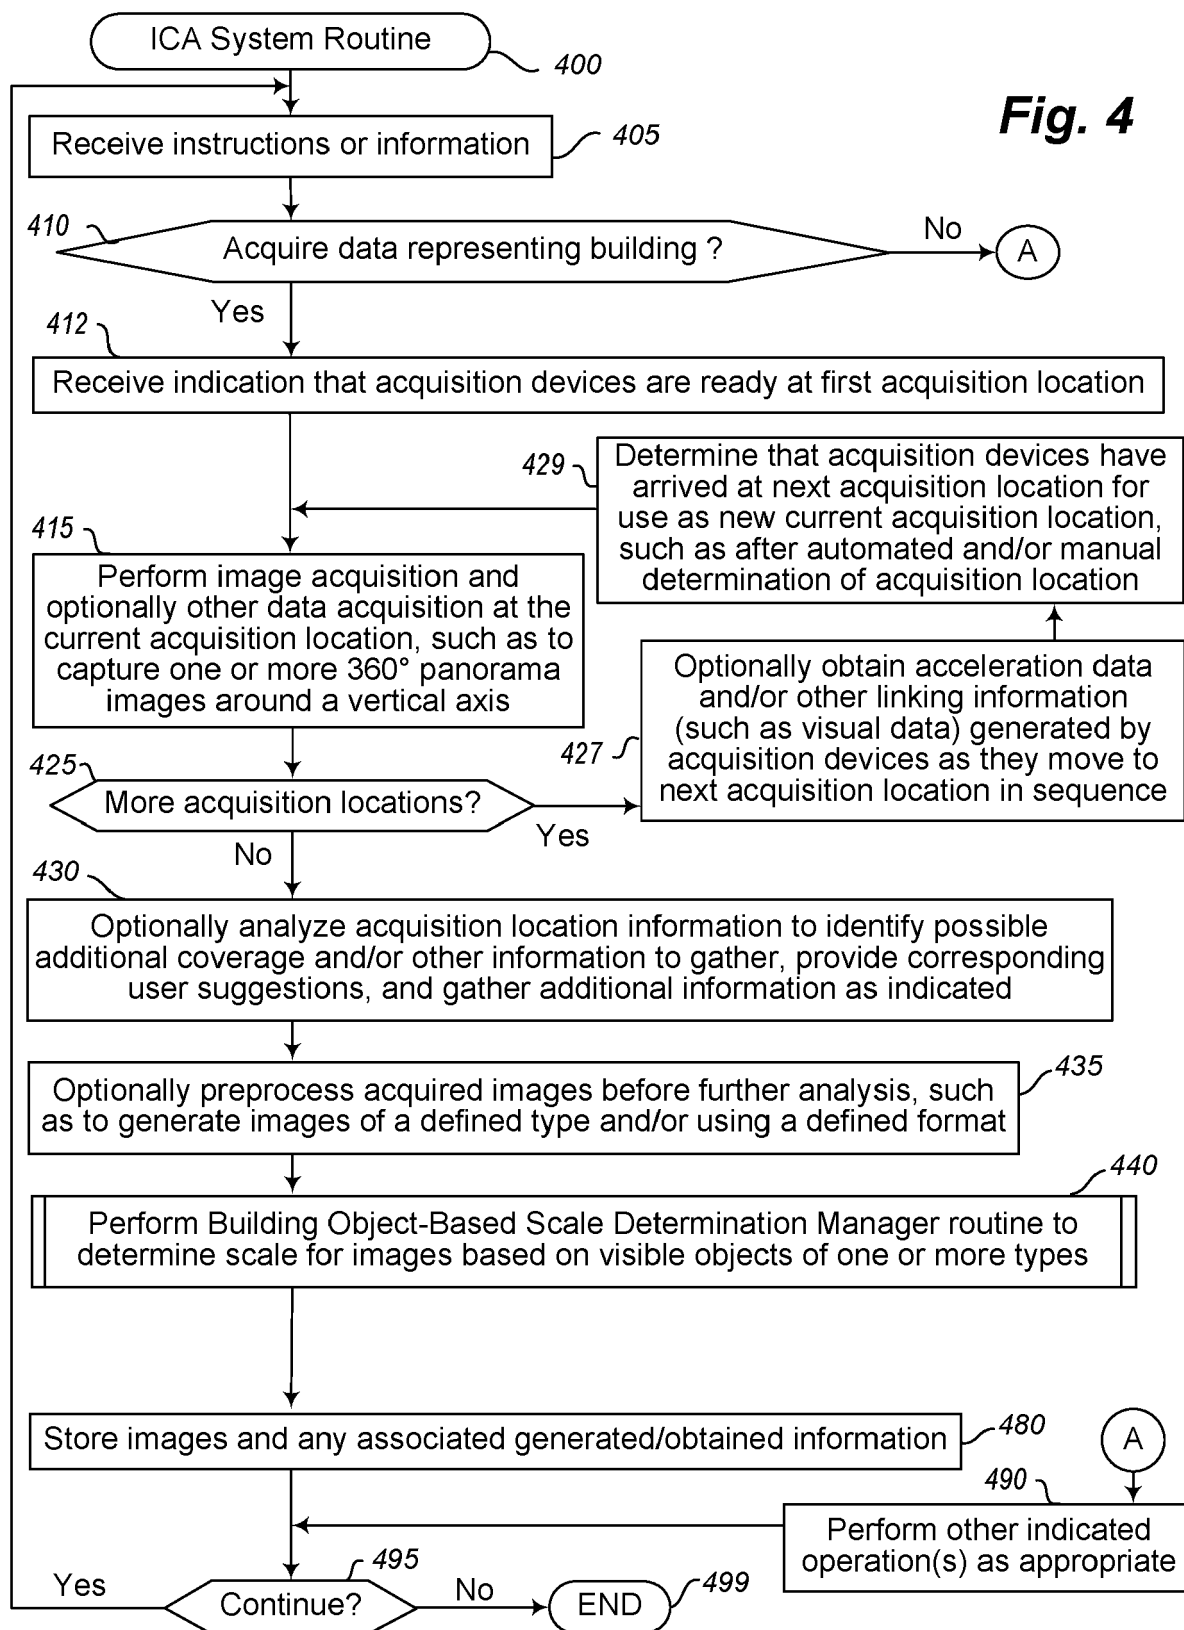 ICA System Routine
400
Fig. 4
Receive instructions or information
405
410
Acquire data representing building ?
No
A
Yes
412
Receive indication that acquisition devices are ready at first acquisition location
429
Determine that acquisition devices have
arrived at next acquisition location for
use as new current acquisition location,
such as after automated and/or manual
determination of acquisition location
415
Perform image acquisition and
optionally other data acquisition at the
current acquisition location, such as to
capture one or more 360° panorama
images around a vertical axis
427
Optionally obtain acceleration data
and/or other linking information
(such as visual data) generated by
acquisition devices as they move to
next acquisition location in sequence
425
More acquisition locations?
Yes
No
430
Optionally analyze acquisition location information to identify possible
additional coverage and/or other information to gather, provide corresponding
user suggestions, and gather additional information as indicated
435
Optionally preprocess acquired images before further analysis, such
as to generate images of a defined type and/or using a defined format
440
Perform Building Object-Based Scale Determination Manager routine to
determine scale for images based on visible objects of one or more types
Store images and any associated generated/obtained information
480
A
490
Perform other indicated
operation(s) as appropriate
495
Yes
Continue?
No
END
499